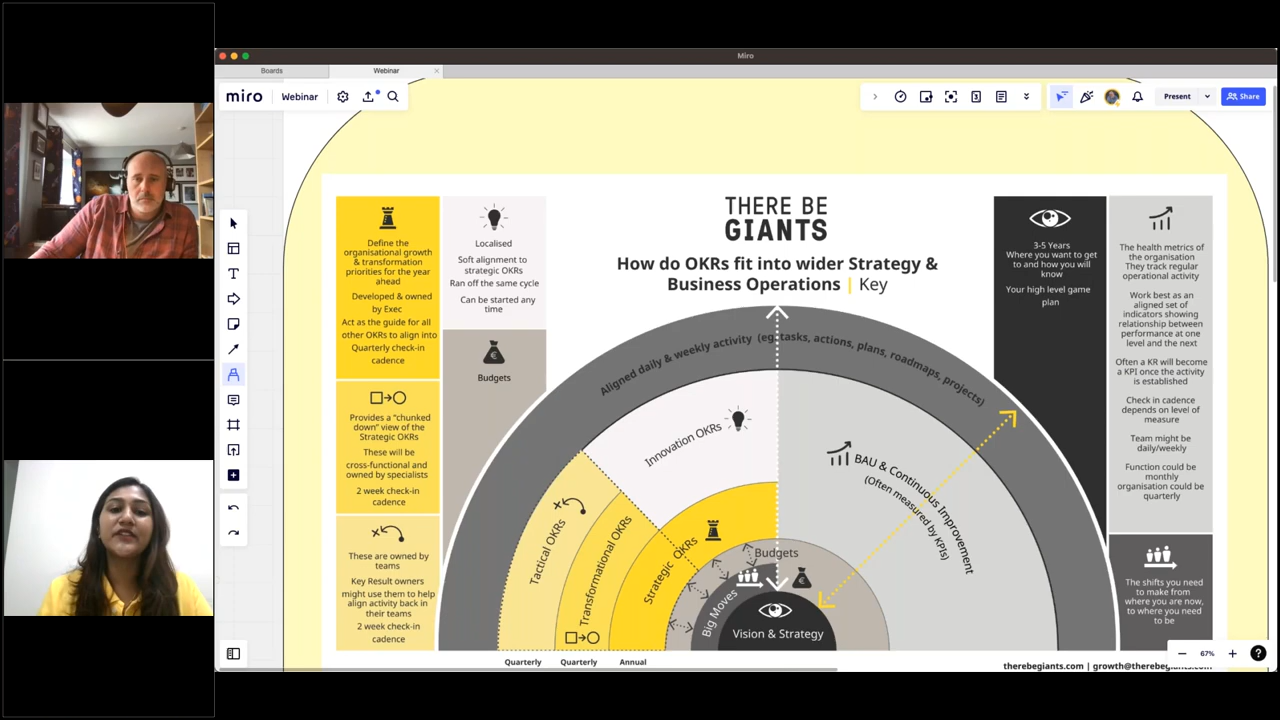 Miro
Boards
Webinar
miro
Webinar
Present
Share
THERE BE
GIANTS
How do OKRs fit into wider Strategy &
Business Operations | Key
Define the
organisational growth
& transformation
priorities for the year
ahead
Developed & owned
by Exec
Act as the guide for all
other OKRs to align into
Quarterly check-in
cadence
Provides a "chunked
down" view of the
Strategic OKRs
These will be
cross-functional and
owned by specialists
2 week check-in
cadence
These are owned by
teams
Key Result owners
might use them to help
align activity back in
their teams
2 week check-in
cadence
Localised
Soft alignment to
strategic OKRs
Ran off the same cycle
Can be started any
time
Budgets
Aligned daily & weekly activity (eg. tasks, actions, plans, roadmaps, projects)
Innovation OKRs
Tactical OKRs
Transformational OKRs
Strategic OKRs
Big Moves
Budgets
Vision & Strategy
BAU & Continuous Improvement
(Often measured by KPIs)
3-5 Years
Where you want to get
to and how you will
know
Your high level game
plan
The health metrics of
the organisation
They track regular
operational activity
Work best as an
aligned set of
indicators showing
relationship between
performance at one
level and the next
Often a KR will become
a KPI once the activity
is established
Check in cadence
depends on level of
measure
Team might be
daily/weekly
Function could be
monthly
organisation could be
quarterly
The shifts you need
to make from
where you are now,
to where you need
to be
Quarterly
Quarterly
Annual
67%
therebegiants.com | growth@therebegiants.com